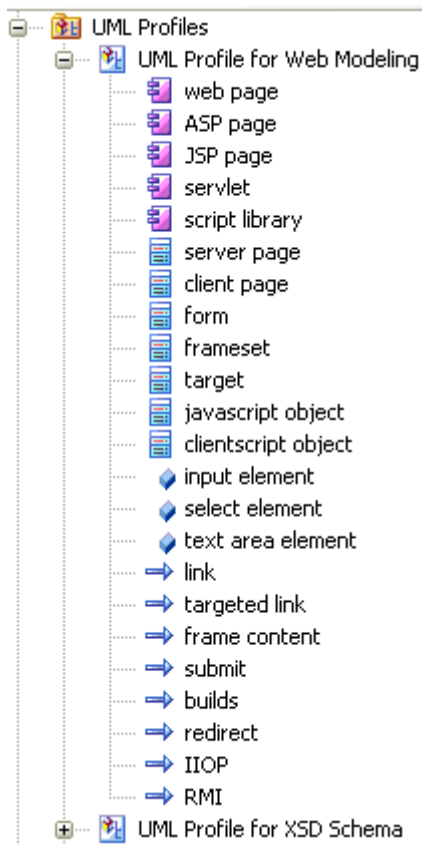 UML Profiles
UML Profile for Web Modeling
web page
ASP page
JSP page
servlet
script library
server page
client page
form
frameset
target
javascript object
clientscript object
input element
select element
text area element
link
targeted link
frame content
submit
builds
redirect
IIOP
RMI
UML Profile for XSD Schema